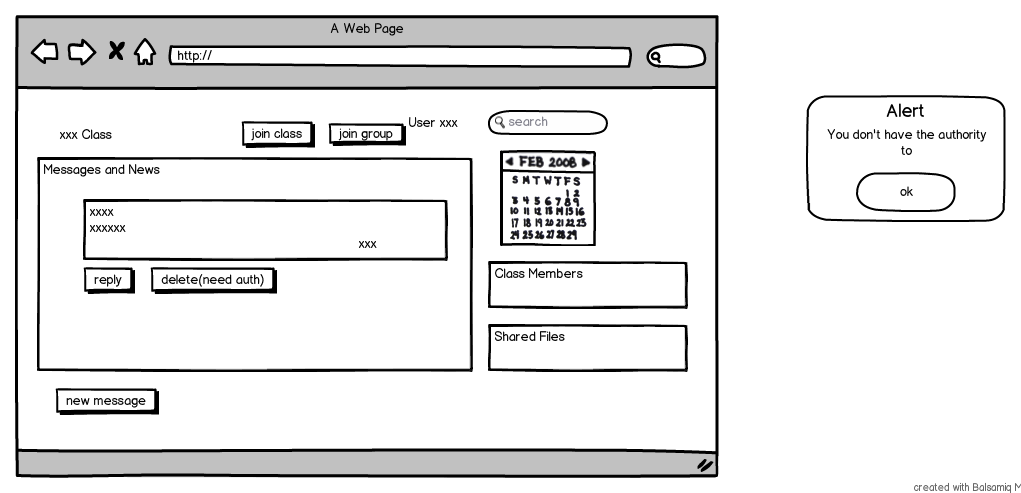 A Web Page
http://
xxx Class
join class
join group
User xxx
search
Messages and News
xxxx
xxxxxx
xxx
reply
delete(need auth)
new message
FEB 2008
S M T W T F S
1 2
3 4 5 6 7 8 9
10 11 12 13 14 15 16
17 18 19 20 21 22 23
24 25 26 27 28 29
Class Members
Shared Files
Alert
You don't have the authority
to
ok
created with Balsamiq M